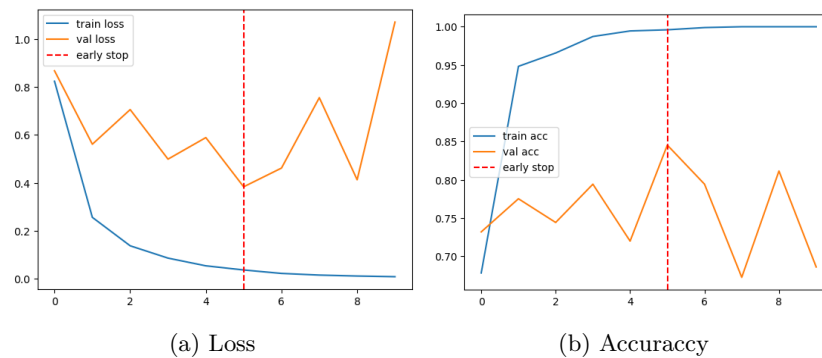 train loss
val loss
early stop
1.0
0.8
0.6
0.4
0.2
0.0
0 2 4 6 8
(a) Loss
1.00
0.95
0.90
0.85
0.80
0.75
0.70
train acc
val acc
early stop
0 2 4 6 8
(b) Accuraccy